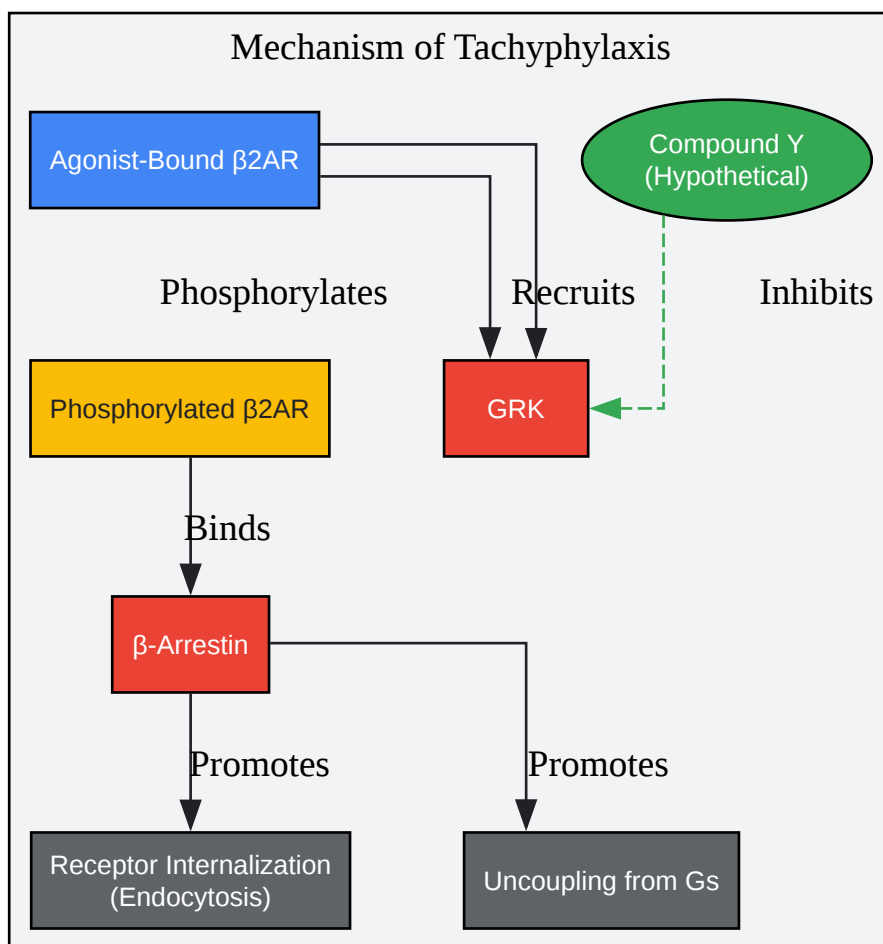 Mechanism of Tachyphylaxis
Agonist-Bound β2AR
Compound Y
(Hypothetical)
Phosphorylates
Recruits
Inhibits
Phosphorylated β2AR
GRK
Binds
β-Arrestin
Promotes
Promotes
Receptor Internalization
(Endocytosis)
Uncoupling from Gs